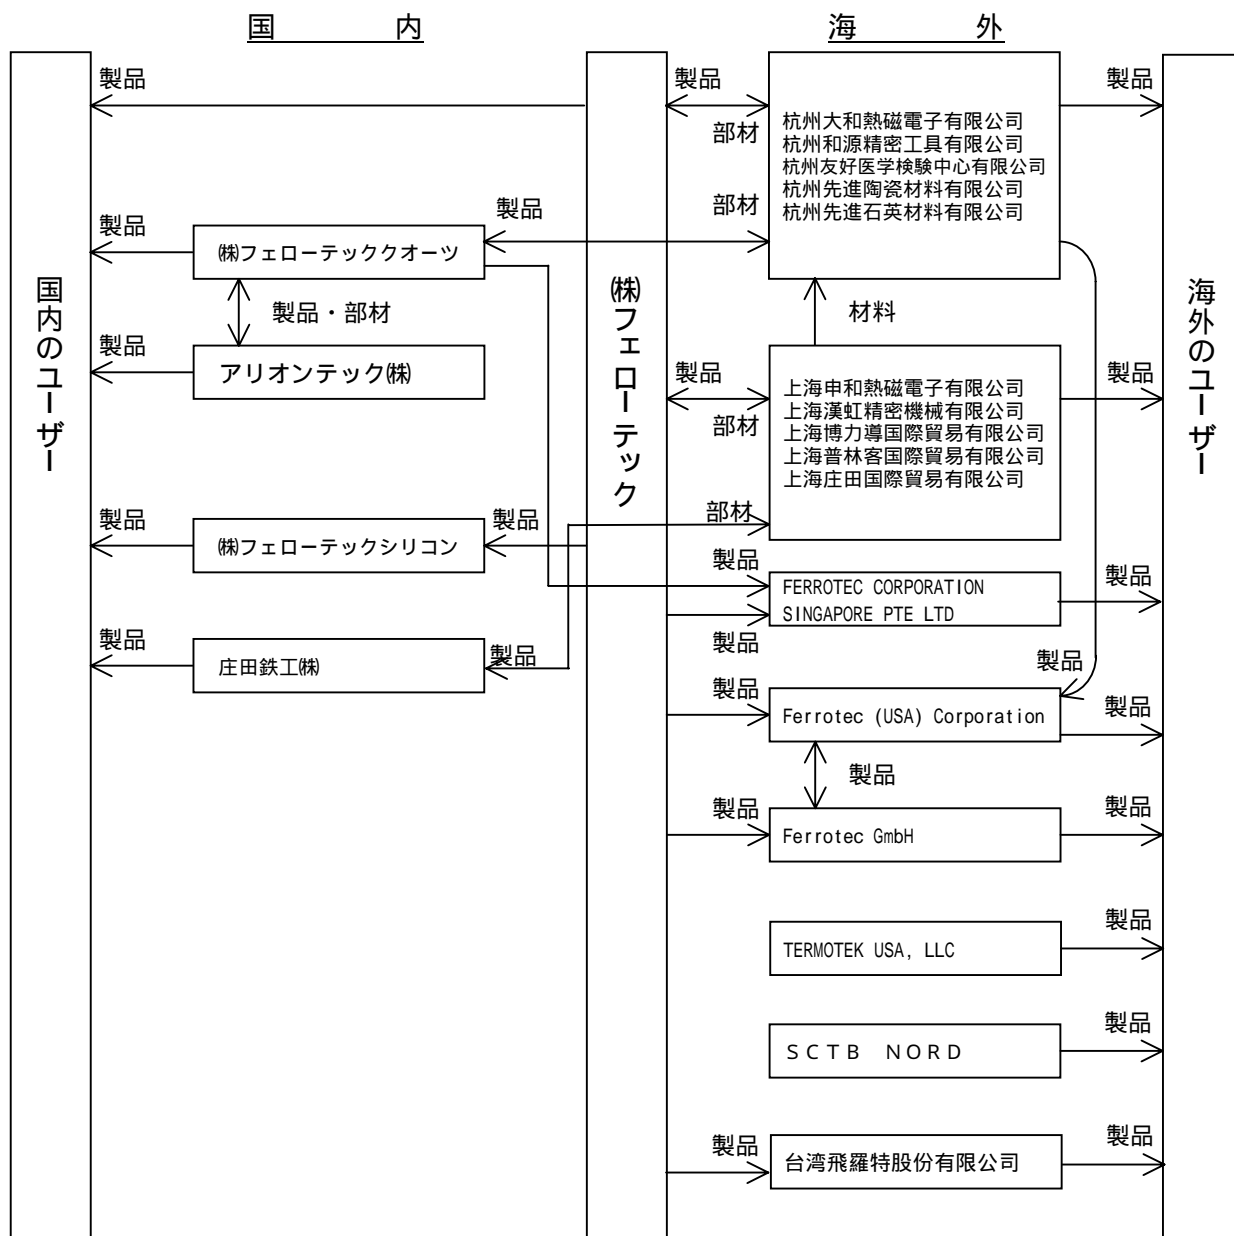 国　　　内
海　　　外
国内のユーザー
㈱フェローテック
海外のユーザー
製品
製品
部材
杭州大和熱磁電子有限公司
杭州和源精密工具有限公司
杭州友好医学検験中心有限公司
杭州先進陶瓷材料有限公司
杭州先進石英材料有限公司
製品
製品
㈱フェローテッククオーツ
製品
部材
製品・部材
材料
製品
アリオンテック㈱
製品
部材
上海申和熱磁電子有限公司
上海漢虹精密機械有限公司
上海博力導国際貿易有限公司
上海普林客国際貿易有限公司
上海庄田国際貿易有限公司
製品
製品
㈱フェローテックシリコン
製品
部材
製品
FERROTEC CORPORATION
SINGAPORE PTE LTD
製品
製品
製品
庄田鉄工㈱
製品
製品
製品
Ferrotec (USA) Corporation
製品
製品
製品
Ferrotec GmbH
製品
TERMOTEK USA, LLC
製品
ＳＣＴＢ　ＮＯＲＤ
製品
製品
台湾飛羅特股份有限公司
製品